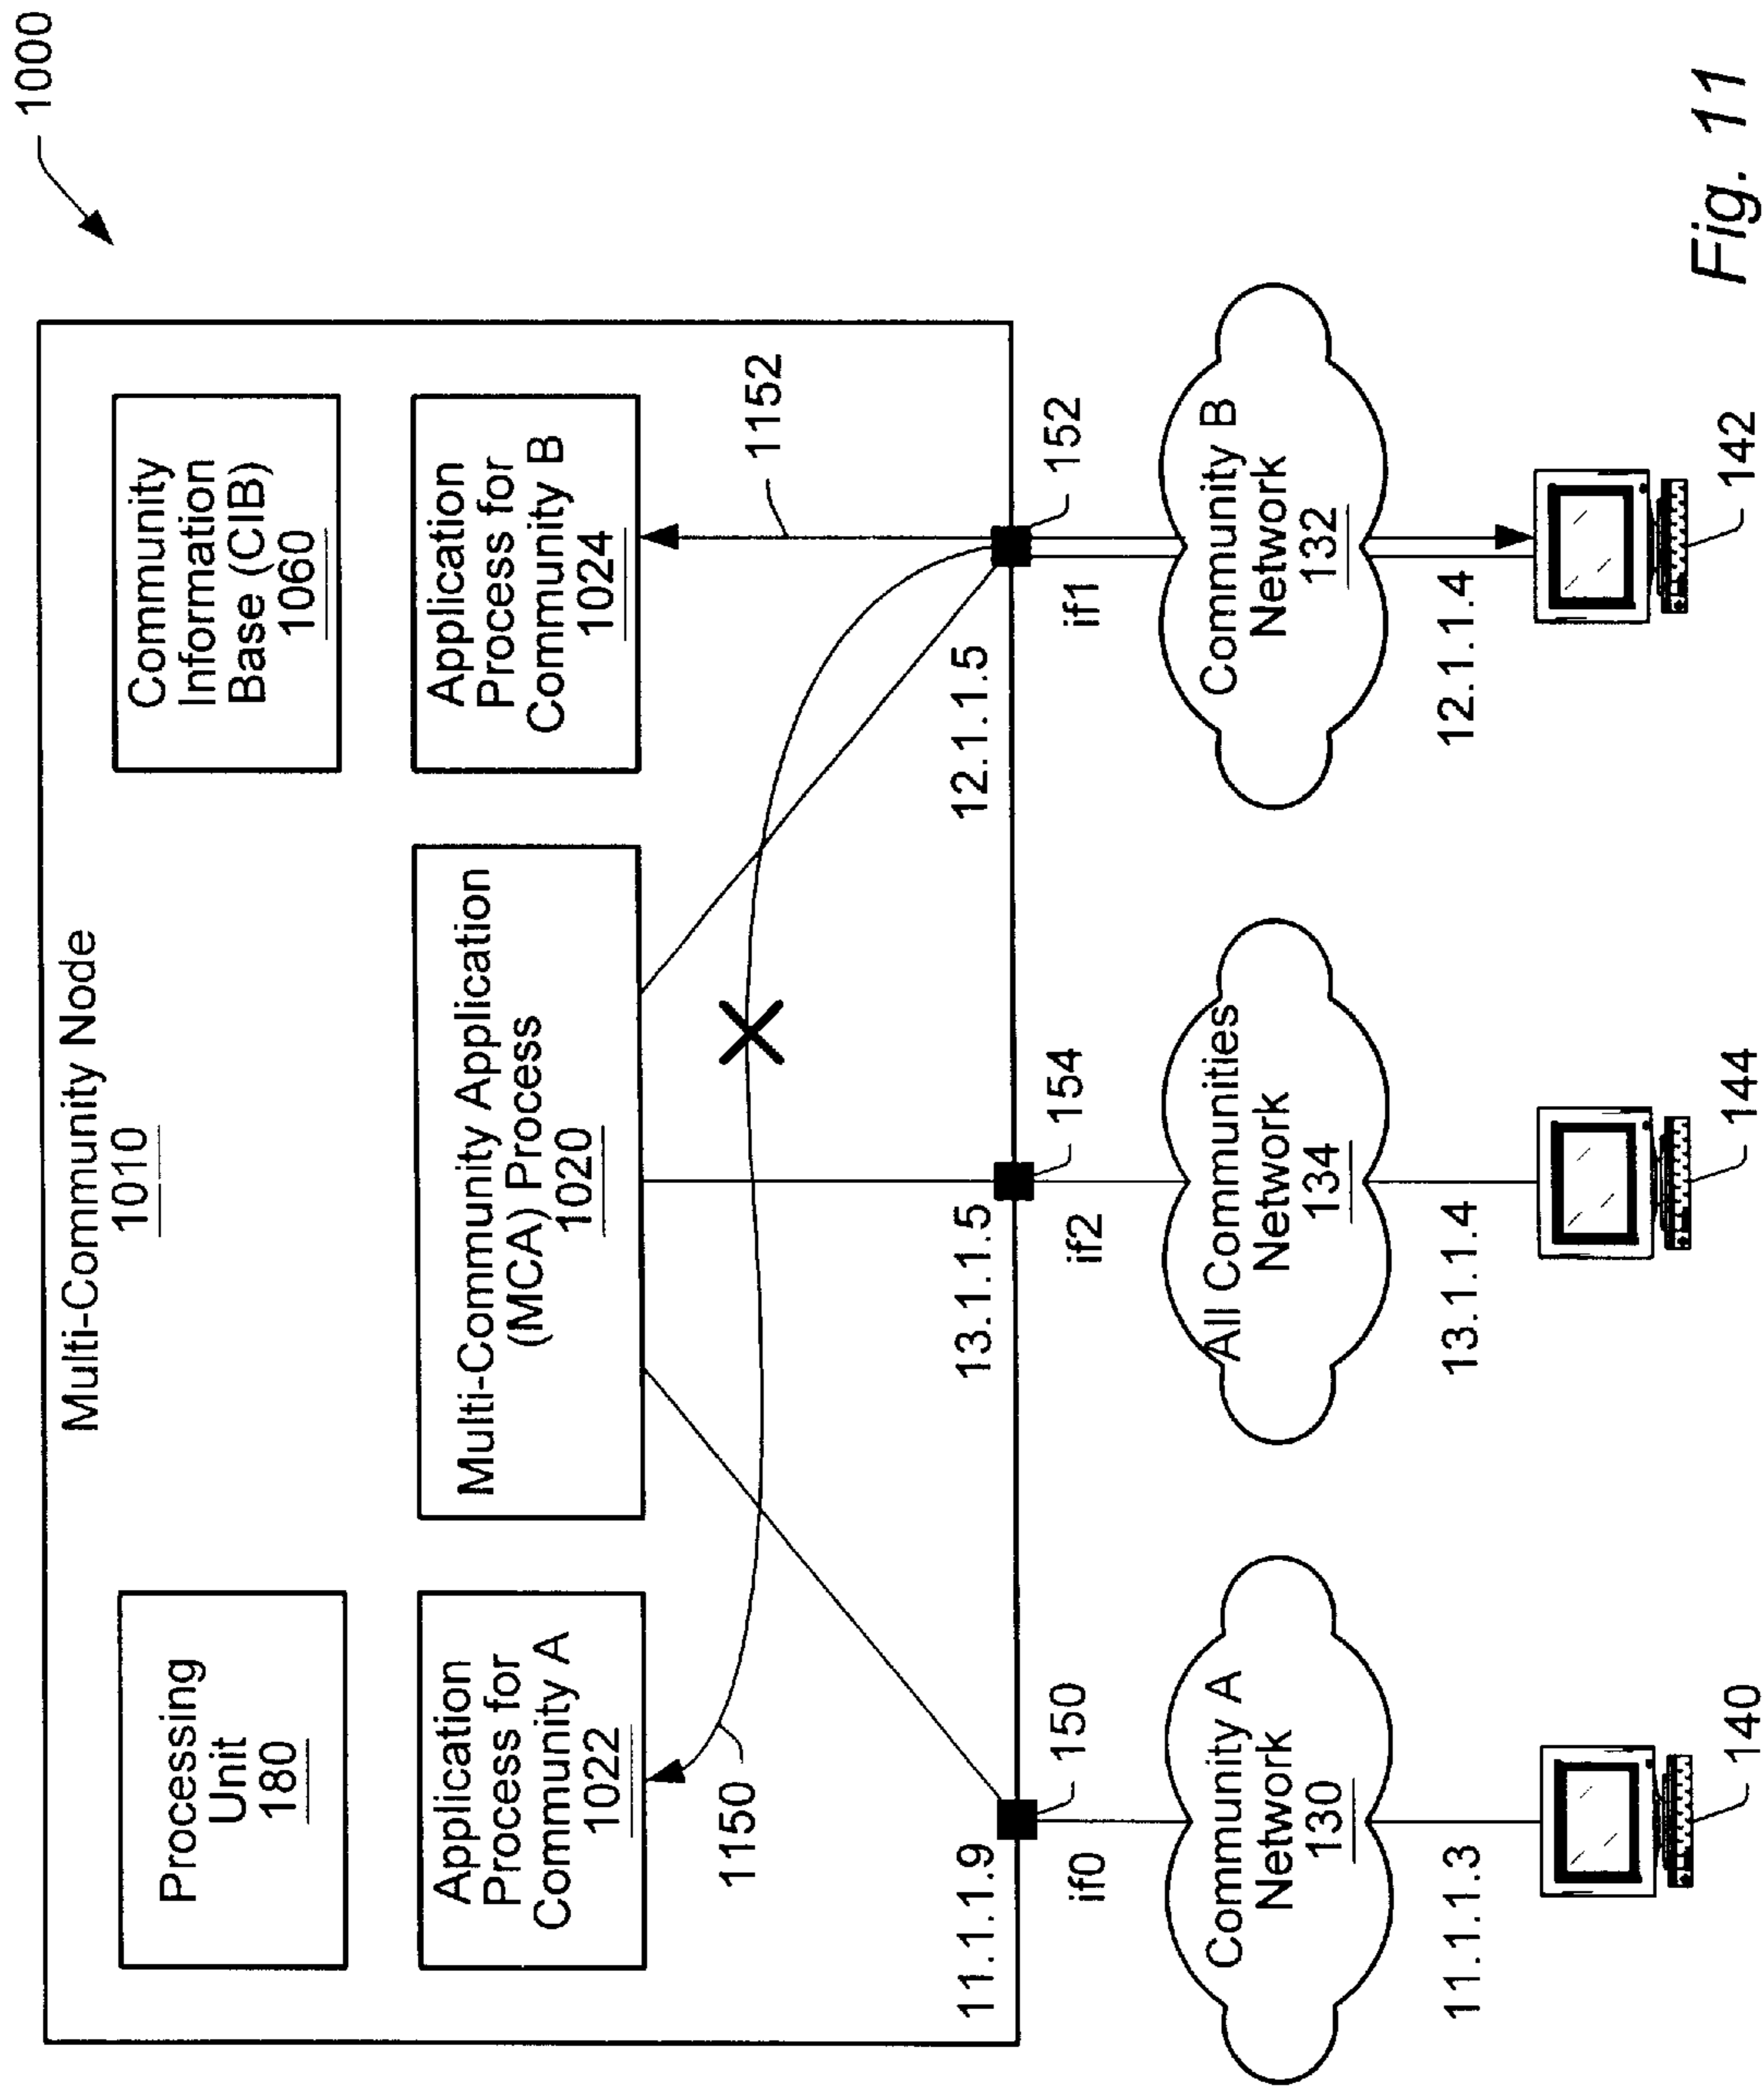 1000
Multi-Community Node
1010
Processing
Unit
180
Community
Information
Base (CIB)
1060
Application
Process for
Community A
1022
Multi-Community Application
(MCA) Process
1020
Application
Process for
Community B
1024
1150
1152
11.1.1.9
13.1.1.5
12.1.1.5
if0
150
if2
154
if1
152
Community A
Network
130
All Communities
Network
134
Community B
Network
132
11.1.1.3
13.1.1.4
12.1.1.4
140
144
142
Fig. 11